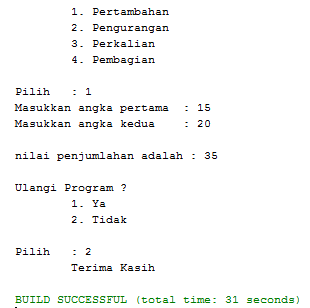 1. Pertambahan
2. Pengurangan
3. Perkalian
4. Pembagian
Pilih : 1
Masukkan angka pertama : 15
Masukkan angka kedua : 20
nilai penjumlahan adalah : 35
Ulangi Program ?
1. Ya
2. Tidak
Pilih : 2
Terima Kasih
BUILD SUCCESSFUL (total time: 31 seconds)